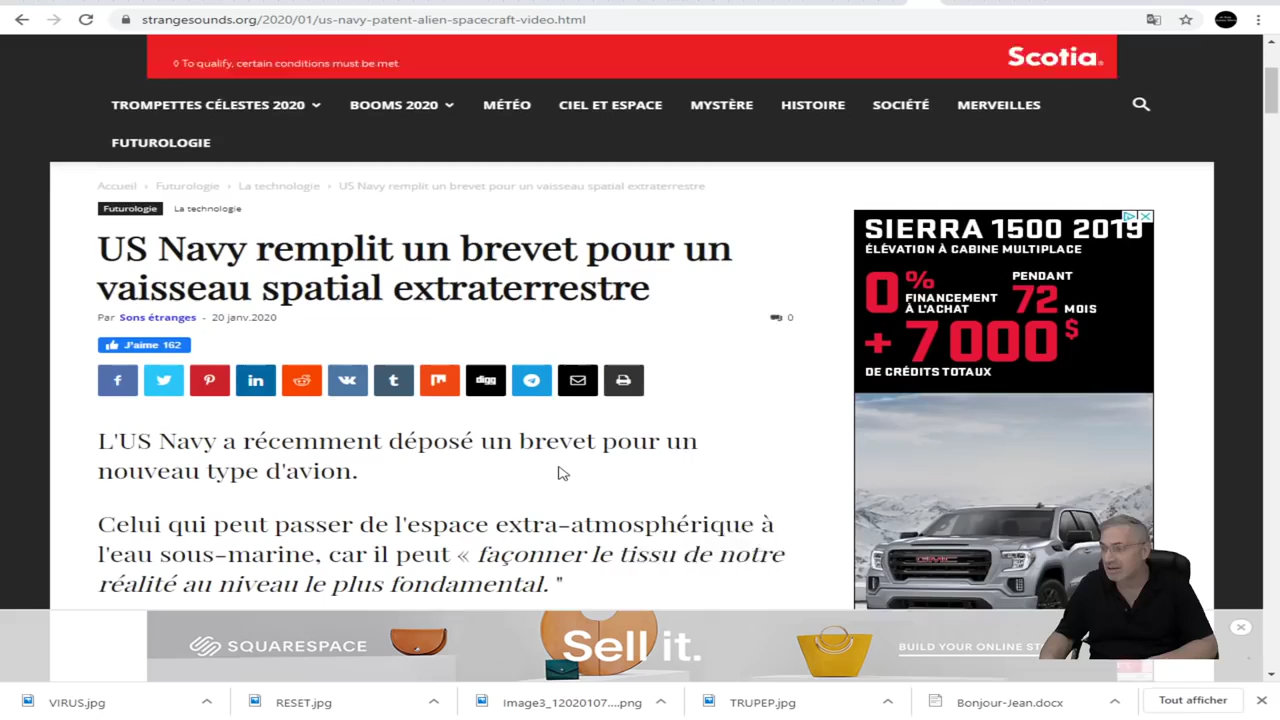 strangesounds.org/2020/01/us-navy-patent-alien-spacecraft-video.html
◊ To qualify, certain conditions must be met.
Scotia
TROMPETTES CÉLESTES 2020
BOOMS 2020
MÉTÉO
CIEL ET ESPACE
MYSTÈRE
HISTOIRE
SOCIÉTÉ
MERVEILLES
FUTUROLOGIE
Accueil › Futurologie › La technologie › US Navy remplit un brevet pour un vaisseau spatial extraterrestre
Futurologie La technologie
US Navy remplit un brevet pour un
vaisseau spatial extraterrestre
Par Sons étranges - 20 janv.2020
0
J'aime 162
digg
L'US Navy a récemment déposé un brevet pour un
nouveau type d'avion.
Celui qui peut passer de l'espace extra-atmosphérique à
l'eau sous-marine, car il peut « façonner le tissu de notre
réalité au niveau le plus fondamental. "
SIERRA 1500 2019
ÉLÉVATION À CABINE MULTIPLACE
0% FINANCEMENT À L'ACHAT
PENDANT 72 MOIS
+ 7 000 $
DE CRÉDITS TOTAUX
GMC
SQUARESPACE
Sell it.
BUILD YOUR ONLINE
VIRUS.jpg
RESET.jpg
Image3_12020107....png
TRUPEP.jpg
Bonjour-Jean.docx
Tout afficher